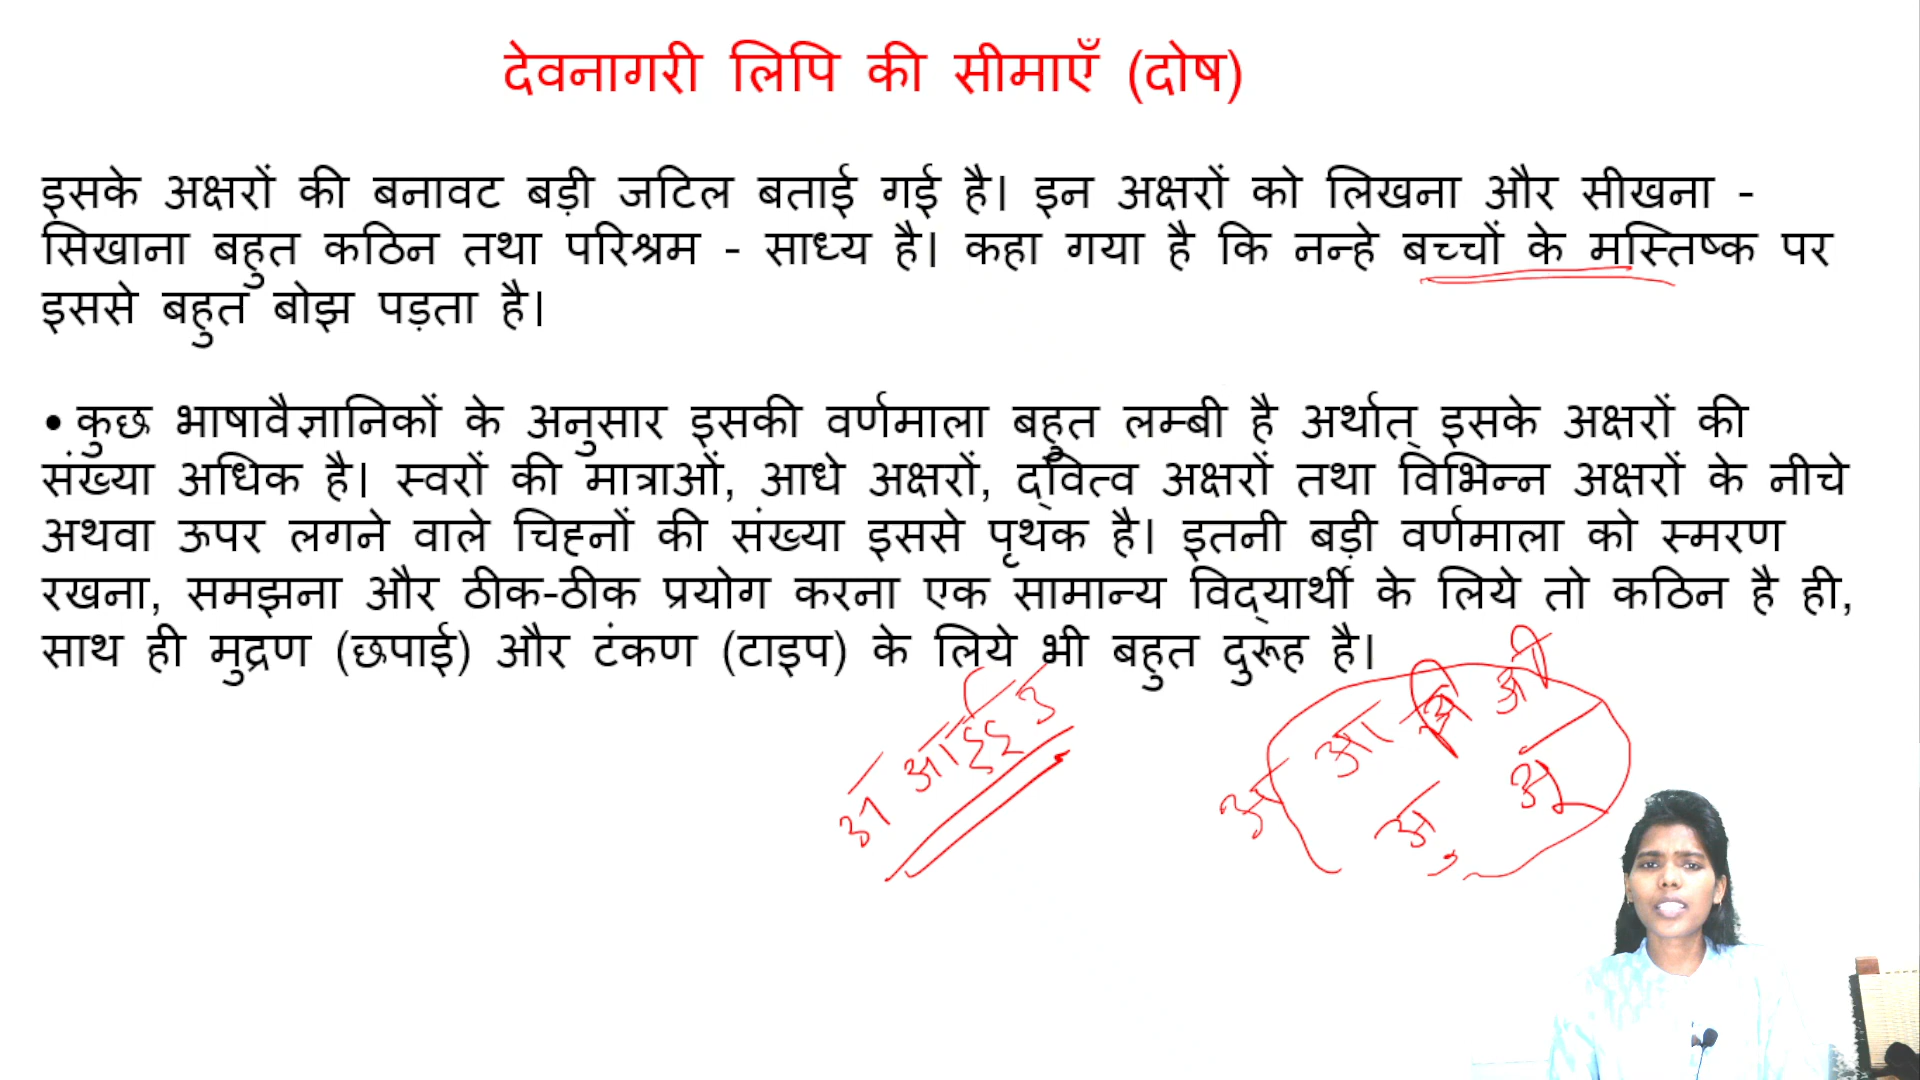 देवनागरी लिपि की सीमाएँ (दोष)
इसके अक्षरों की बनावट बड़ी जटिल बताई गई है। इन अक्षरों को लिखना और सीखना -
सिखाना बहुत कठिन तथा परिश्रम - साध्य है। कहा गया है कि नन्हे बच्चों के मस्तिष्क पर
इससे बहुत बोझ पड़ता है।
• कुछ भाषावैज्ञानिकों के अनुसार इसकी वर्णमाला बहुत लम्बी है अर्थात् इसके अक्षरों की
संख्या अधिक है। स्वरों की मात्राओं, आधे अक्षरों, द्वित्व अक्षरों तथा विभिन्न अक्षरों के नीचे
अथवा ऊपर लगने वाले चिह्नों की संख्या इससे पृथक है। इतनी बड़ी वर्णमाला को स्मरण
रखना, समझना और ठीक-ठीक प्रयोग करना एक सामान्य विद्यार्थी के लिये तो कठिन है ही,
साथ ही मुद्रण (छपाई) और टंकण (टाइप) के लिये भी बहुत दुरूह है।
अ आ इ ई उ
अ आ अि अी
अु अू